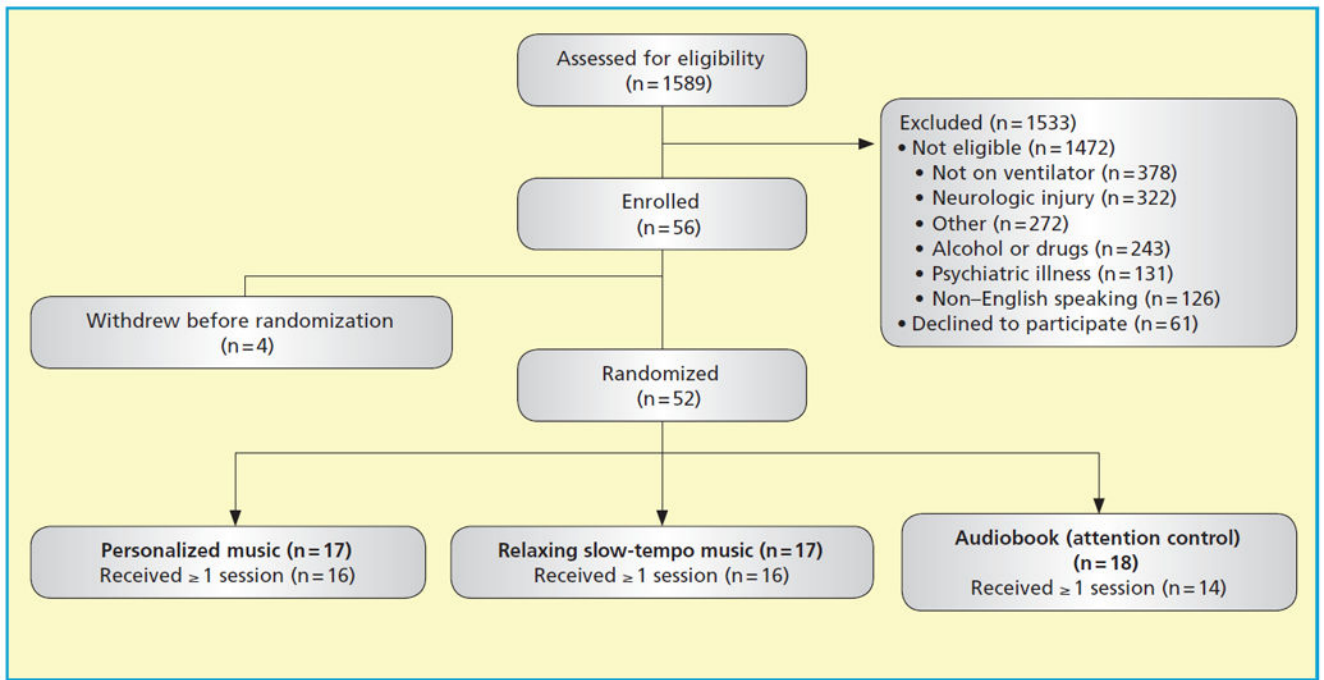 Assessed for eligibility
(n=1589)
Excluded (n=1533)
• Not eligible (n=1472)
• Not on ventilator (n=378)
• Neurologic injury (n=322)
• Other (n=272)
• Alcohol or drugs (n=243)
• Psychiatric illness (n=131)
• Non–English speaking (n=126)
• Declined to participate (n=61)
Enrolled
(n=56)
Withdrew before randomization
(n=4)
Randomized
(n=52)
Personalized music (n=17)
Received ≥1 session (n=16)
Relaxing slow-tempo music (n=17)
Received ≥1 session (n=16)
Audiobook (attention control)
(n=18)
Received ≥1 session (n=14)